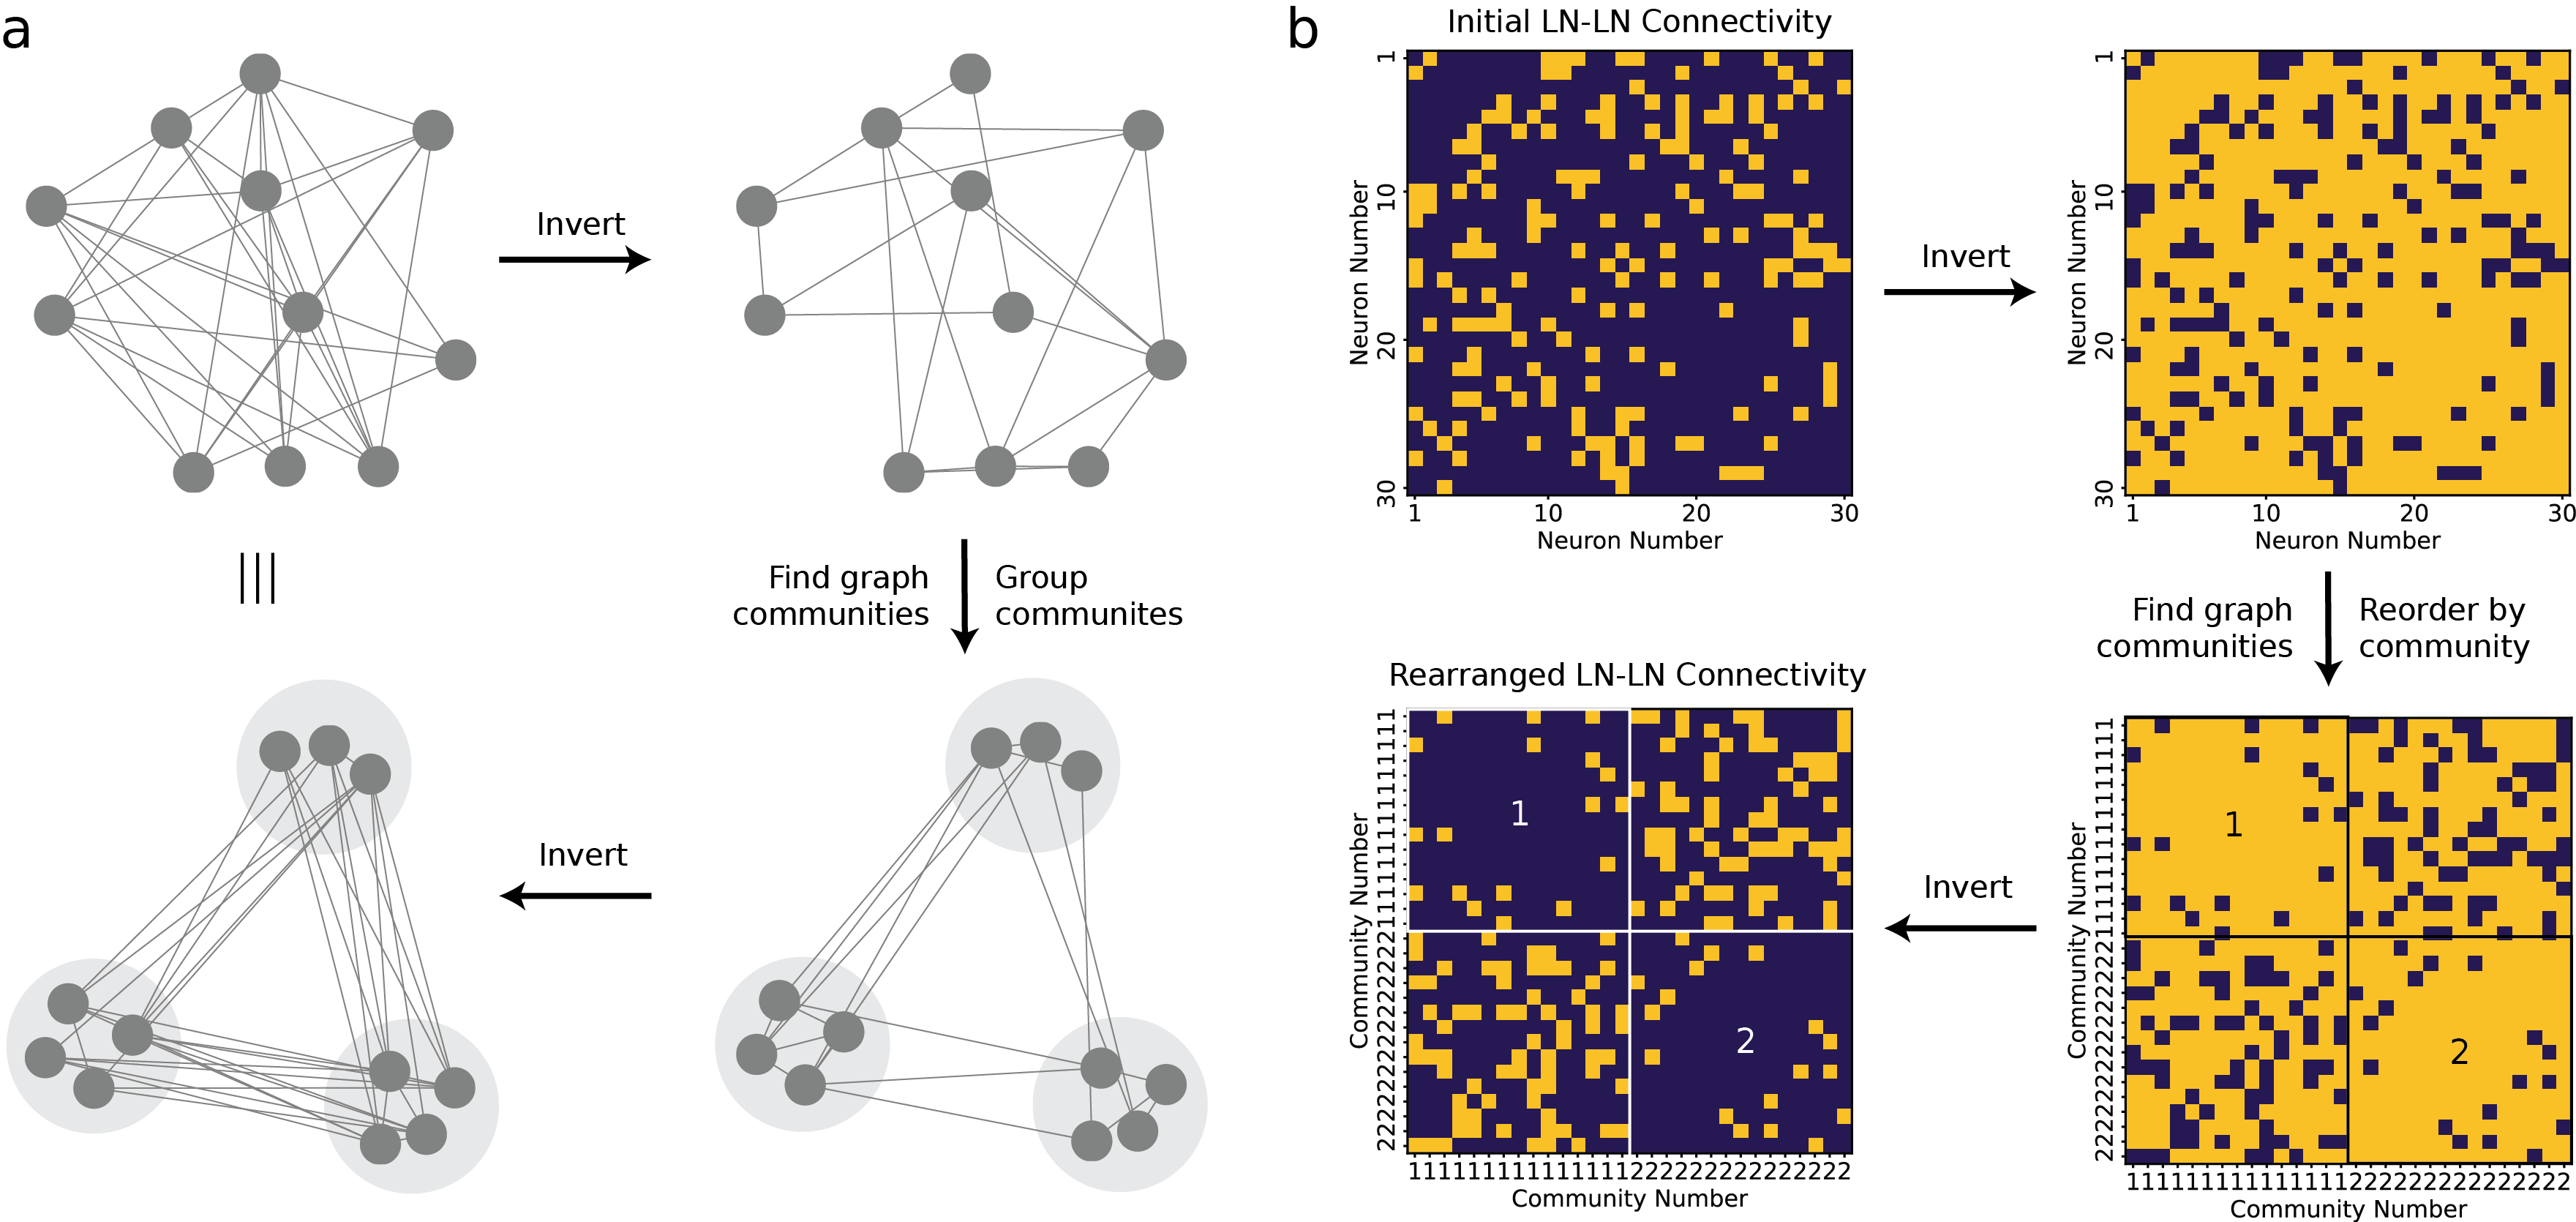 a
Invert
Find graph
communities
Group
communites
Invert
b
Initial LN-LN Connectivity
1
10
20
30
Neuron Number
1
10
20
30
Neuron Number
Invert
1
10
20
30
Neuron Number
1
10
20
30
Neuron Number
Find graph
communities
Reorder by
community
Rearranged LN-LN Connectivity
1
2
111111111111111222222222222222
Community Number
111111111111111222222222222222
Community Number
Invert
1
2
111111111111111222222222222222
Community Number
111111111111111222222222222222
Community Number